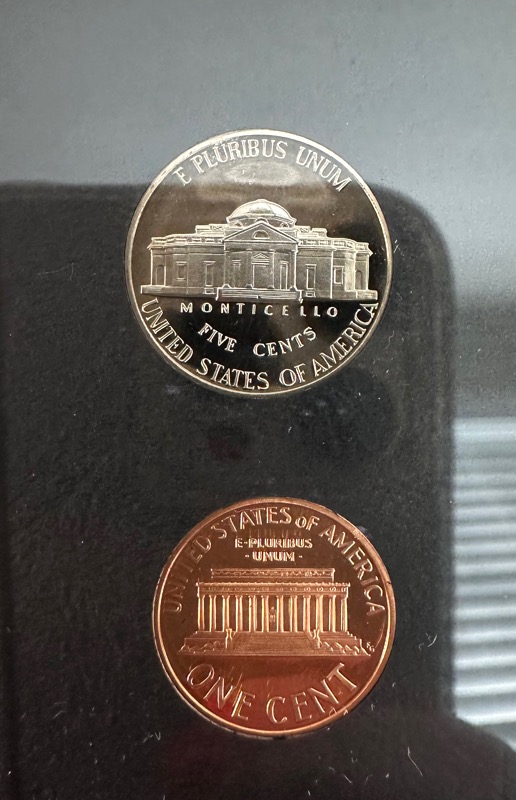 E PLURIBUS UNUM
MONTICELLO
FIVE CENTS
UNITED STATES OF AMERICA
UNITED STATES OF AMERICA
E·PLURIBUS
·UNUM·
ONE CENT